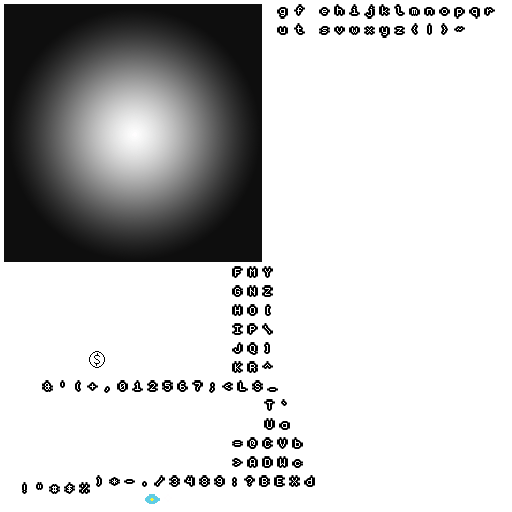 g f e h i j k l m n o p q r
u t s v w x y z { | } ~
F M Y
G N Z
H O [
I P \
J Q ]
$
K R ^
& ' ( + , 0 1 2 5 6 7 ; < L S _
T `
U a
= @ C V b
> A D W c
! " # $ % ) * - . / 3 4 8 9 : ? B E X d